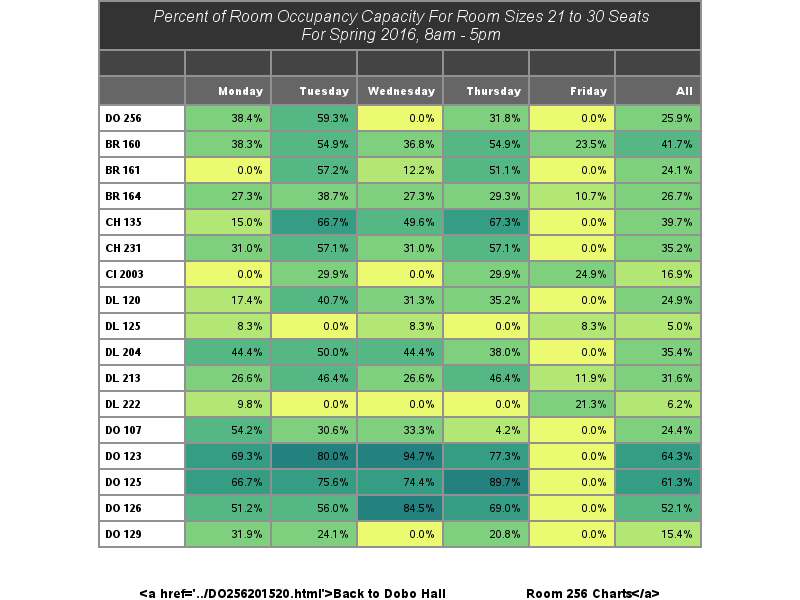 Percent of Room Occupancy Capacity For Room Sizes 21 to 30 Seats
For Spring 2016, 8am - 5pm
Monday Tuesday Wednesday Thursday Friday All
DO 256 38.4% 59.3% 0.0% 31.8% 0.0% 25.9%
BR 160 38.3% 54.9% 36.8% 54.9% 23.5% 41.7%
BR 161 0.0% 57.2% 12.2% 51.1% 0.0% 24.1%
BR 164 27.3% 38.7% 27.3% 29.3% 10.7% 26.7%
CH 135 15.0% 66.7% 49.6% 67.3% 0.0% 39.7%
CH 231 31.0% 57.1% 31.0% 57.1% 0.0% 35.2%
CI 2003 0.0% 29.9% 0.0% 29.9% 24.9% 16.9%
DL 120 17.4% 40.7% 31.3% 35.2% 0.0% 24.9%
DL 125 8.3% 0.0% 8.3% 0.0% 8.3% 5.0%
DL 204 44.4% 50.0% 44.4% 38.0% 0.0% 35.4%
DL 213 26.6% 46.4% 26.6% 46.4% 11.9% 31.6%
DL 222 9.8% 0.0% 0.0% 0.0% 21.3% 6.2%
DO 107 54.2% 30.6% 33.3% 4.2% 0.0% 24.4%
DO 123 69.3% 80.0% 94.7% 77.3% 0.0% 64.3%
DO 125 66.7% 75.6% 74.4% 89.7% 0.0% 61.3%
DO 126 51.2% 56.0% 84.5% 69.0% 0.0% 52.1%
DO 129 31.9% 24.1% 0.0% 20.8% 0.0% 15.4%
<a href='../DO256201520.html'>Back to Dobo Hall Room 256 Charts</a>